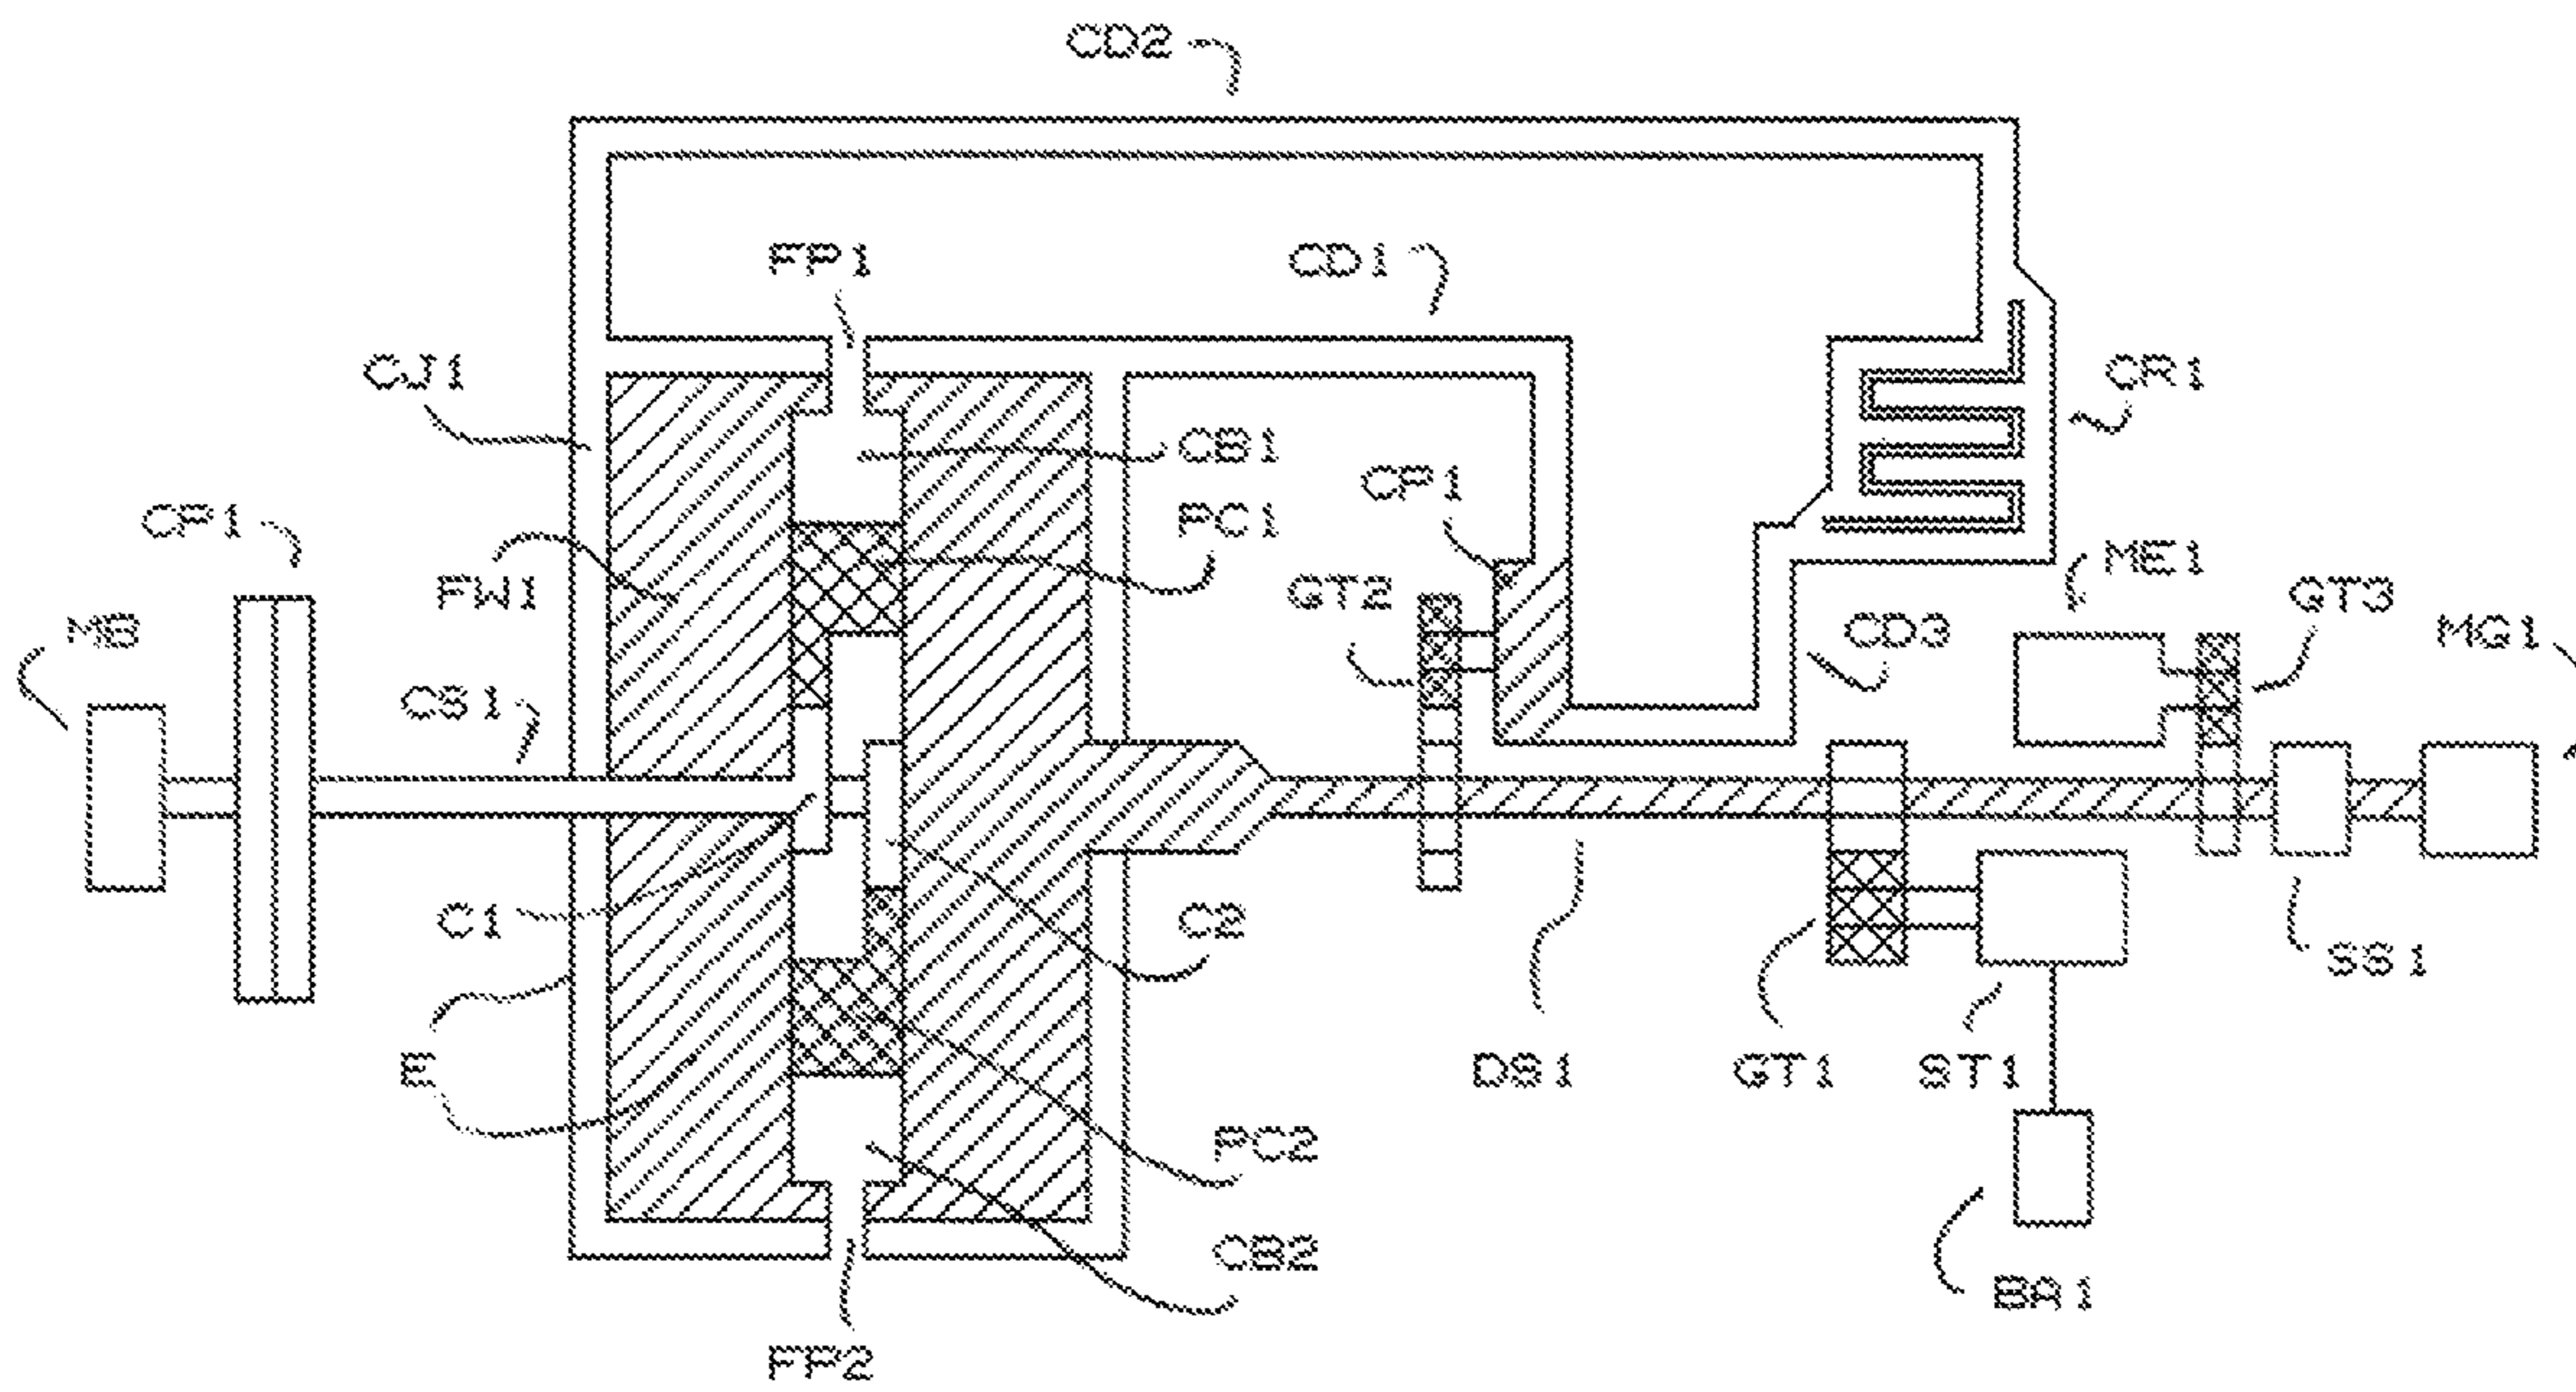 CD2
FP1
CD1
CJ1
CR1
CB1
CP1
CP1
PC1
ME1
FW1
GT2
GT3
MB
CD3
MG1
CS1
C1
C2
SS1
E
DS1
GT1
ST1
PC2
CB2
BA1
FP2